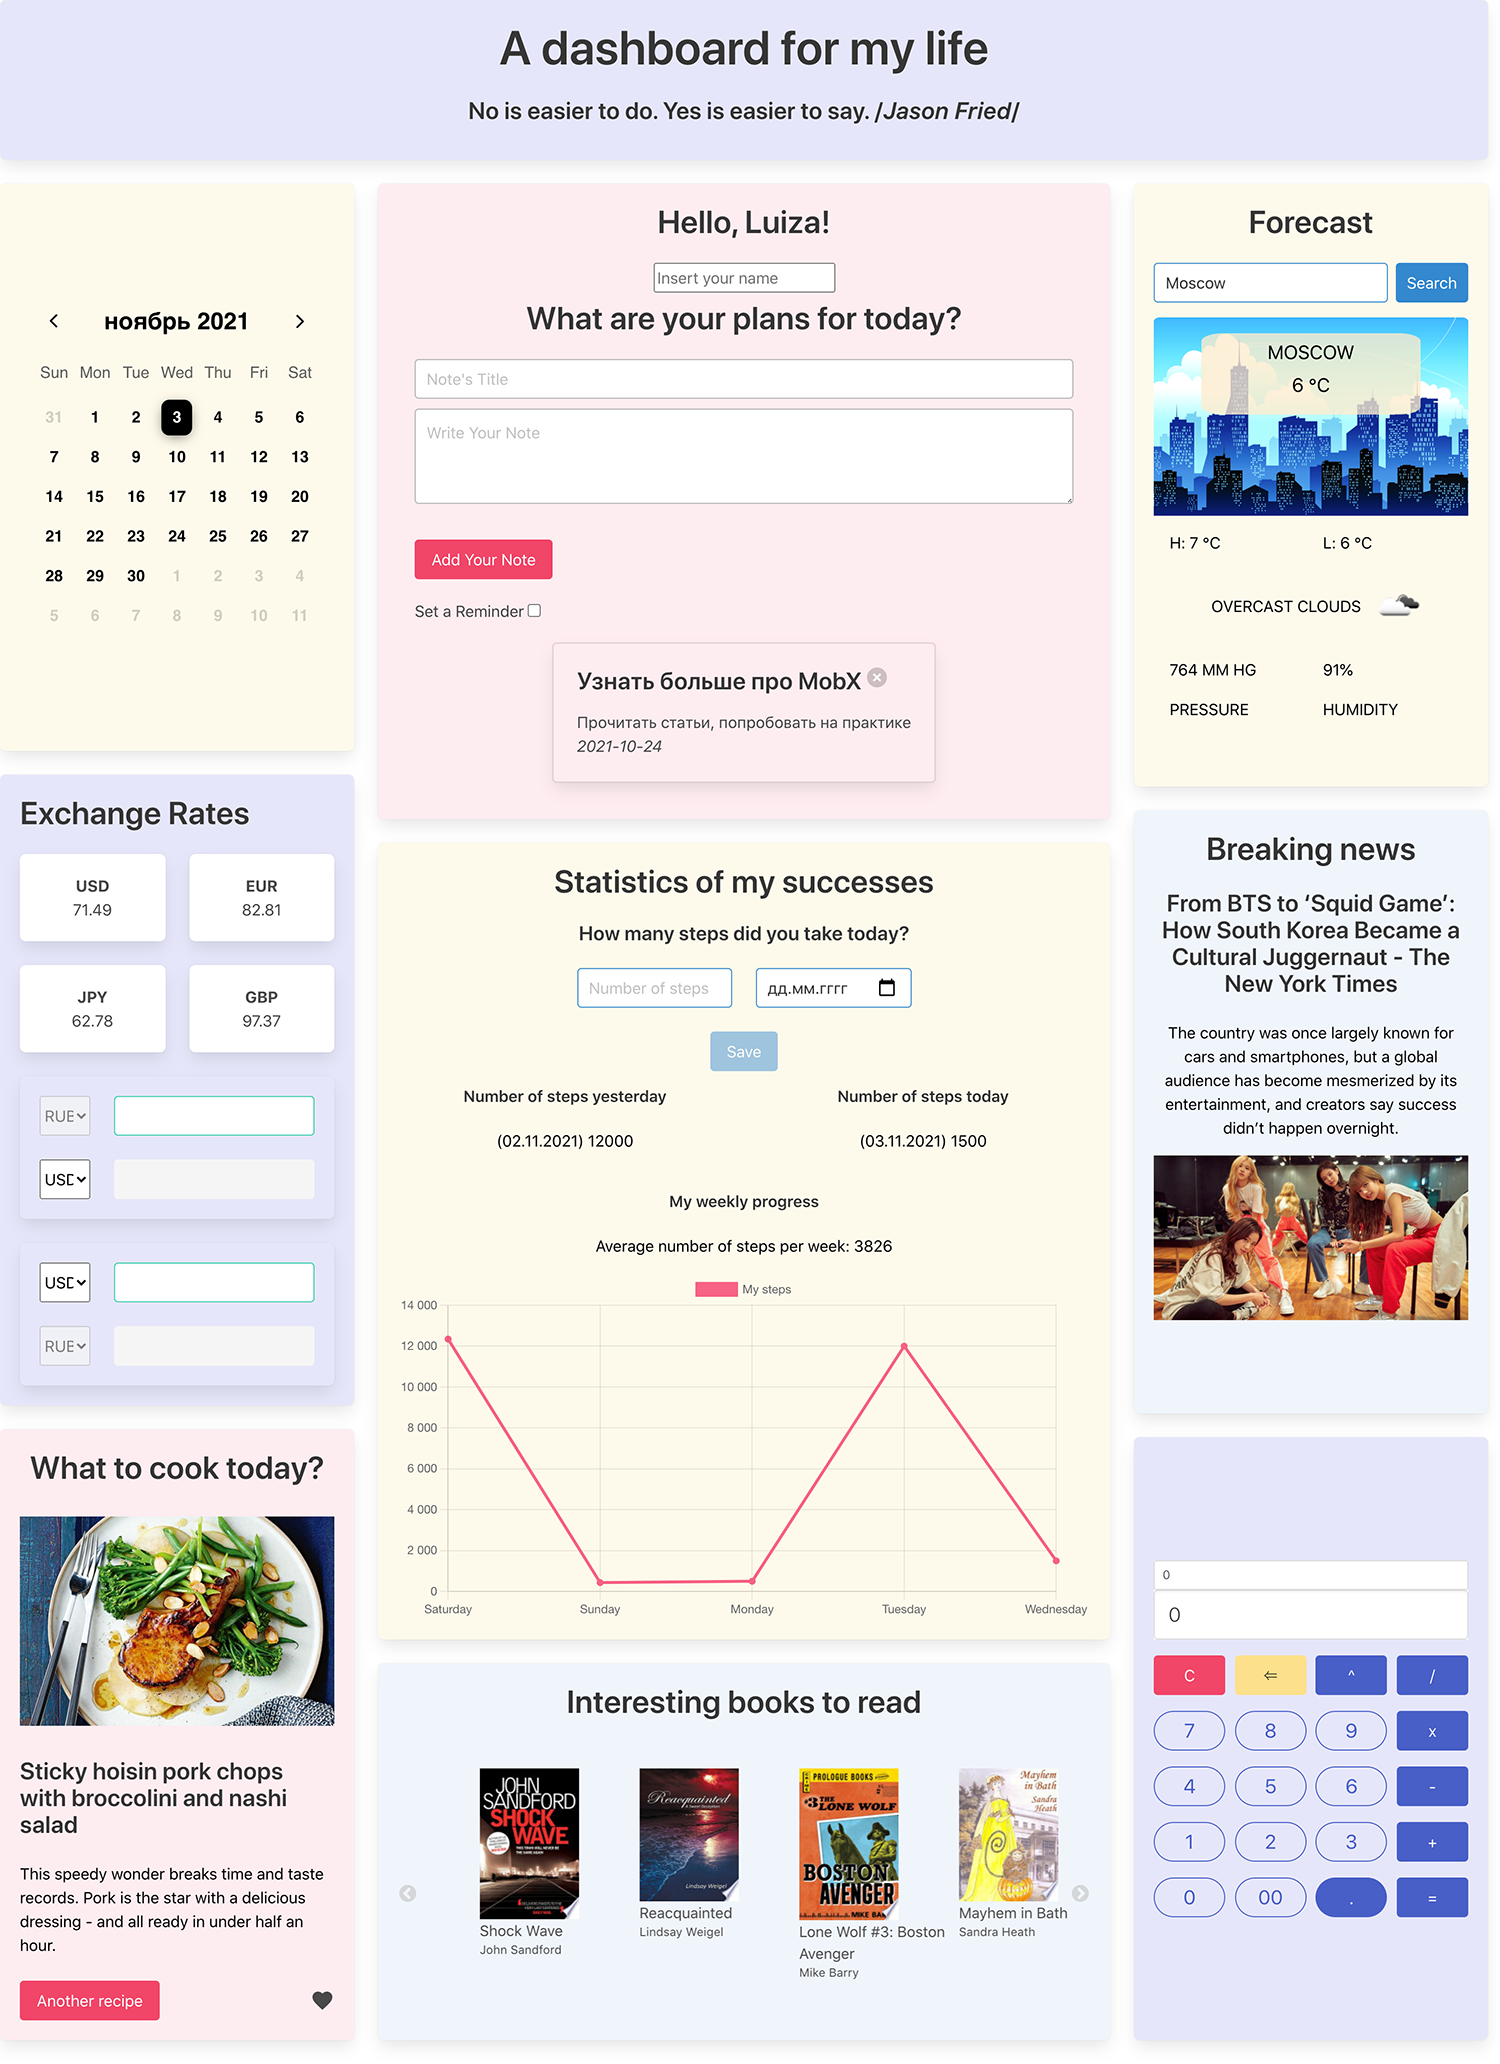 A dashboard for my life
No is easier to do. Yes is easier to say. /Jason Fried/
ноябрь 2021
Sun Mon Tue Wed Thu Fri Sat
31 1 2 3 4 5 6
7 8 9 10 11 12 13
14 15 16 17 18 19 20
21 22 23 24 25 26 27
28 29 30 1 2 3 4
5 6 7 8 9 10 11
Exchange Rates
USD
71.49
EUR
82.81
JPY
62.78
GBP
97.37
RUE
USD
USD
RUE
What to cook today?
Sticky hoisin pork chops
with broccolini and nashi
salad
This speedy wonder breaks time and taste
records. Pork is the star with a delicious
dressing - and all ready in under half an
hour.
Another recipe
Hello, Luiza!
Insert your name
What are your plans for today?
Note's Title
Write Your Note
Add Your Note
Set a Reminder
Узнать больше про MobX
Прочитать статьи, попробовать на практике
2021-10-24
Statistics of my successes
How many steps did you take today?
Number of steps
дд.мм.гггг
Save
Number of steps yesterday
(02.11.2021) 12000
Number of steps today
(03.11.2021) 1500
My weekly progress
Average number of steps per week: 3826
My steps
14 000
12 000
10 000
8 000
6 000
4 000
2 000
0
Saturday Sunday Monday Tuesday Wednesday
Interesting books to read
JOHN
SANDFORD
SHOCK
WAVE
Shock Wave
John Sandford
Reacquainted
Lindsay Weigel
Reacquainted
Lindsay Weigel
PROLOGUE BOOKS
#3 THE
LONE WOLF
BOSTON
AVENGER
MIKE BA
Lone Wolf #3: Boston
Avenger
Mike Barry
Mayhem
in Bath
Sandra
Heath
Mayhem in Bath
Sandra Heath
Forecast
Moscow
Search
MOSCOW
6 °C
H: 7 °C L: 6 °C
OVERCAST CLOUDS
764 MM HG 91%
PRESSURE HUMIDITY
Breaking news
From BTS to ‘Squid Game’:
How South Korea Became a
Cultural Juggernaut - The
New York Times
The country was once largely known for
cars and smartphones, but a global
audience has become mesmerized by its
entertainment, and creators say success
didn’t happen overnight.
0
0
C ⇐ ^ /
7 8 9 x
4 5 6 -
1 2 3 +
0 00 . =